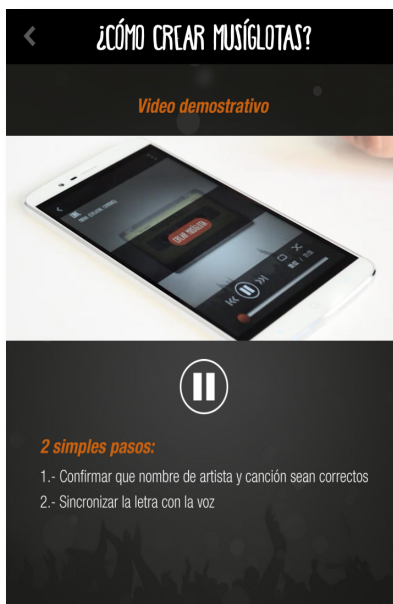 ¿CÓMO CREAR MUSÍGLOTAS?
Video demostrativo
CREAR MUSÍGLOTA
2 simples pasos:
1.- Confirmar que nombre de artista y canción sean correctos
2.- Sincronizar la letra con la voz